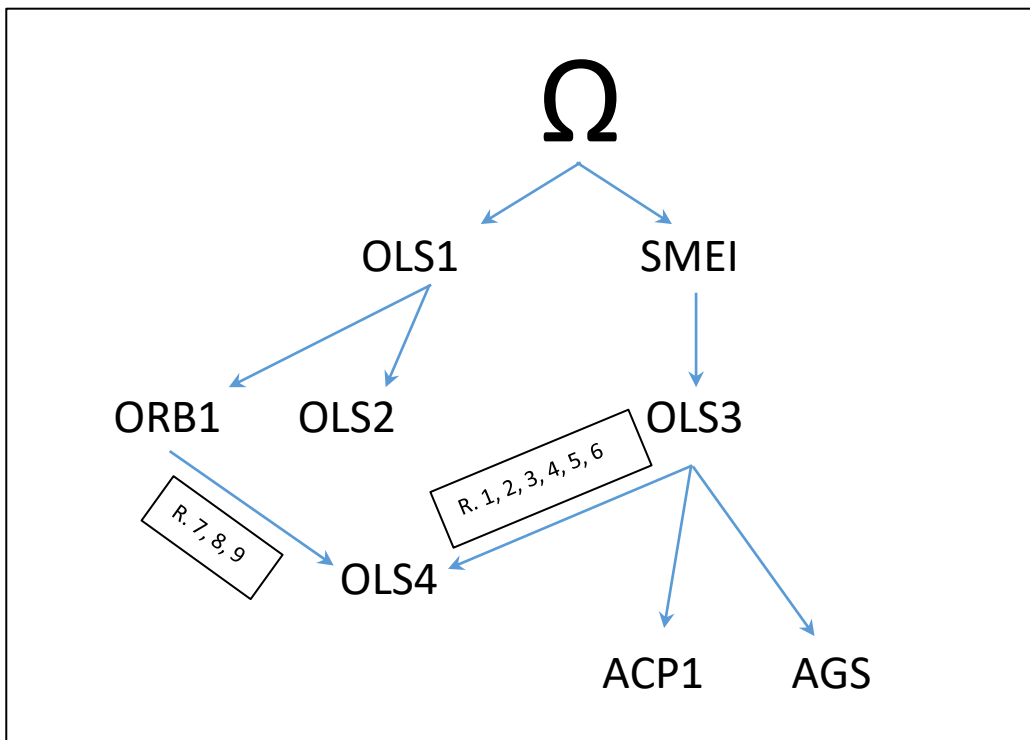 Ω
OLS1 SMEI
ORB1 OLS2 OLS3
R. 7, 8, 9
R. 1, 2, 3, 4, 5, 6
OLS4
ACP1 AGS